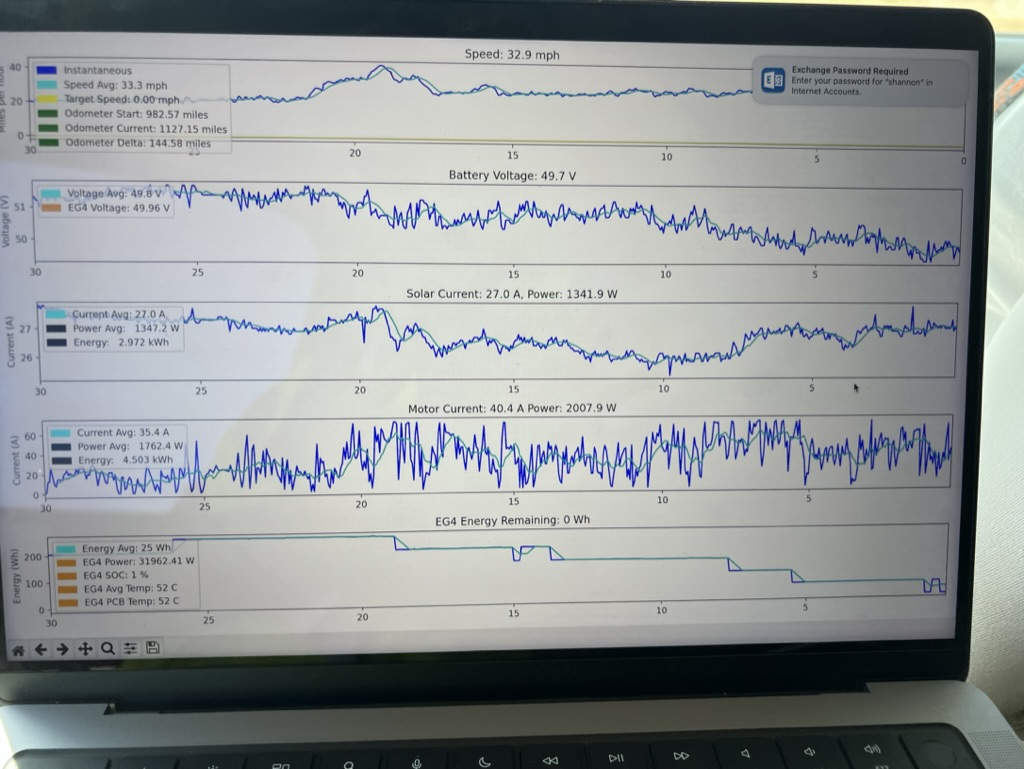 Speed: 32.9 mph
Miles per hour
40
20
0
Instantaneous
Speed Avg: 33.3 mph
Target Speed: 0.00 mph
Odometer Start: 982.57 miles
Odometer Current: 1127.15 miles
Odometer Delta: 144.58 miles
Exchange Password Required
Enter your password for "shannon" in
Internet Accounts.
30 25 20 15 10 5 0
Battery Voltage: 49.7 V
Voltage (V)
51
50
Voltage Avg: 49.8 V
EG4 Voltage: 49.96 V
30 25 20 15 10 5
Solar Current: 27.0 A, Power: 1341.9 W
Current (A)
27
26
Current Avg: 27.0 A
Power Avg: 1347.2 W
Energy: 2.972 kWh
30 25 20 15 10 5
Motor Current: 40.4 A Power: 2007.9 W
Current (A)
60
40
20
0
Current Avg: 35.4 A
Power Avg: 1762.4 W
Energy: 4.503 kWh
30 25 20 15 10 5
EG4 Energy Remaining: 0 Wh
Energy (Wh)
200
100
0
Energy Avg: 25 Wh
EG4 Power: 31962.41 W
EG4 SOC: 1 %
EG4 Avg Temp: 52 C
EG4 PCB Temp: 52 C
30 25 20 15 10 5